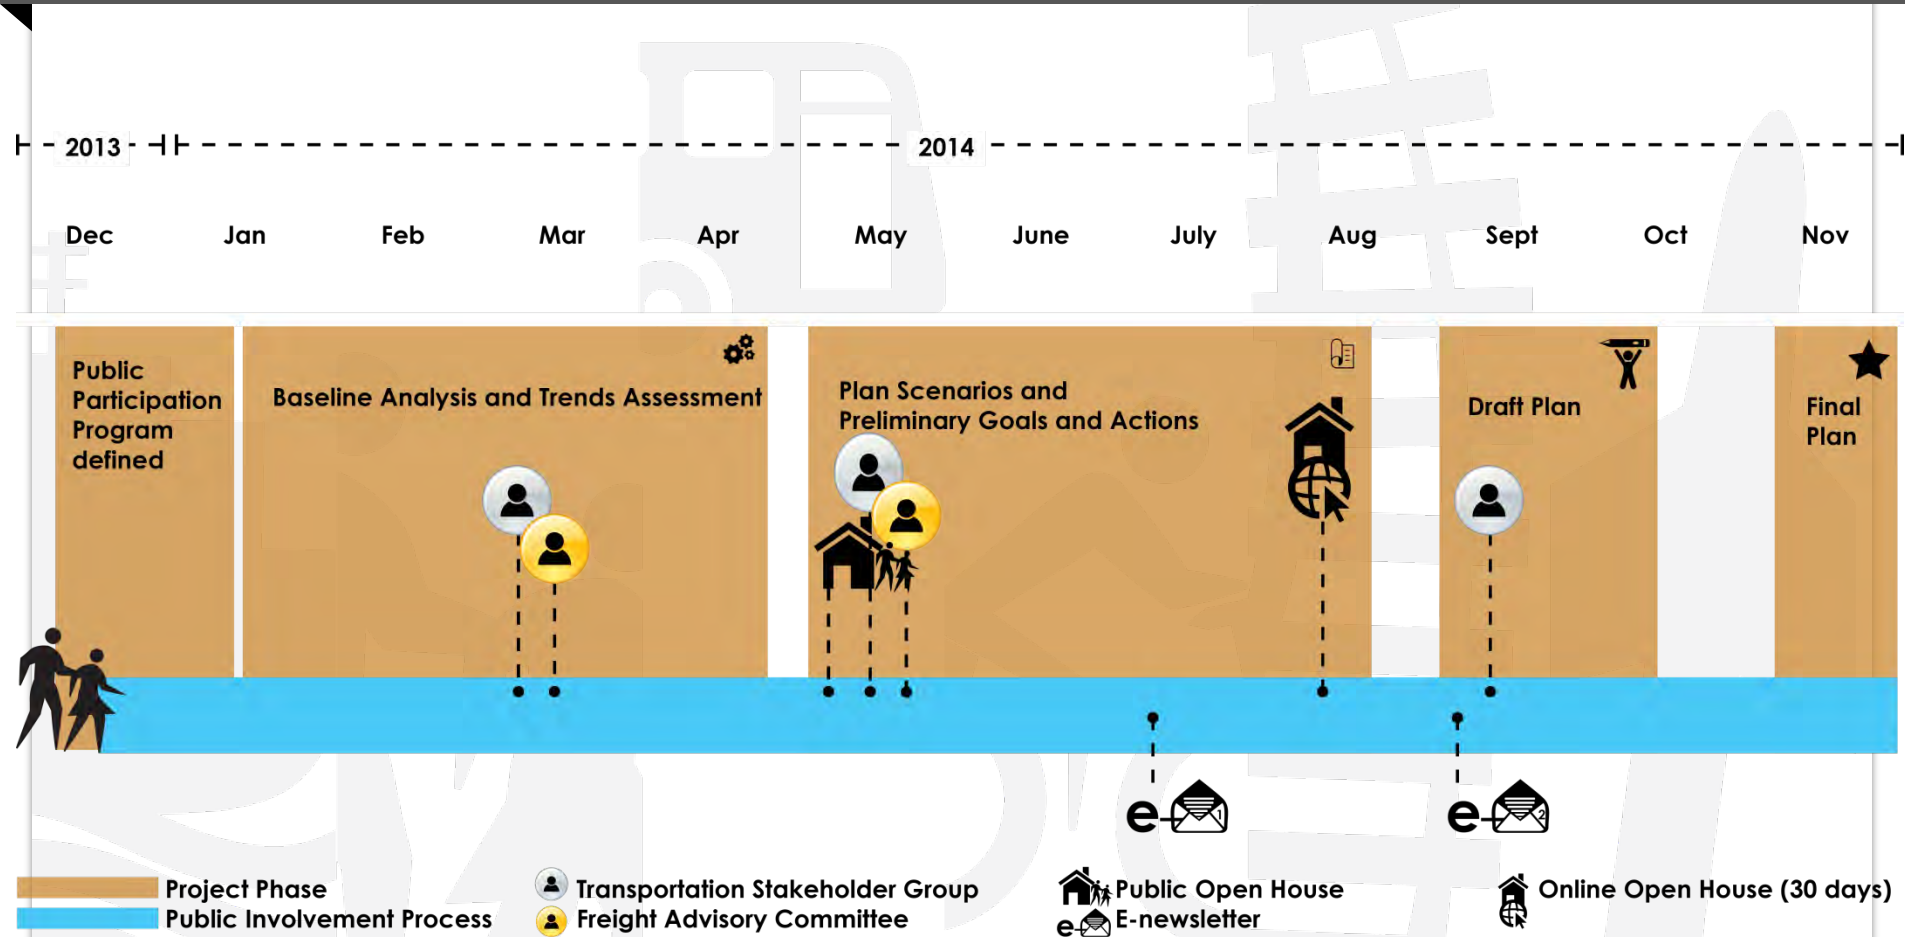 2013
2014
Dec Jan Feb Mar Apr May June July Aug Sept Oct Nov
Public
Participation
Program
defined
Baseline Analysis and Trends Assessment
Plan Scenarios and
Preliminary Goals and Actions
Draft Plan
Final
Plan
e 1
e 2
Project Phase
Public Involvement Process
Transportation Stakeholder Group
Freight Advisory Committee
Public Open House
e E-newsletter
Online Open House (30 days)